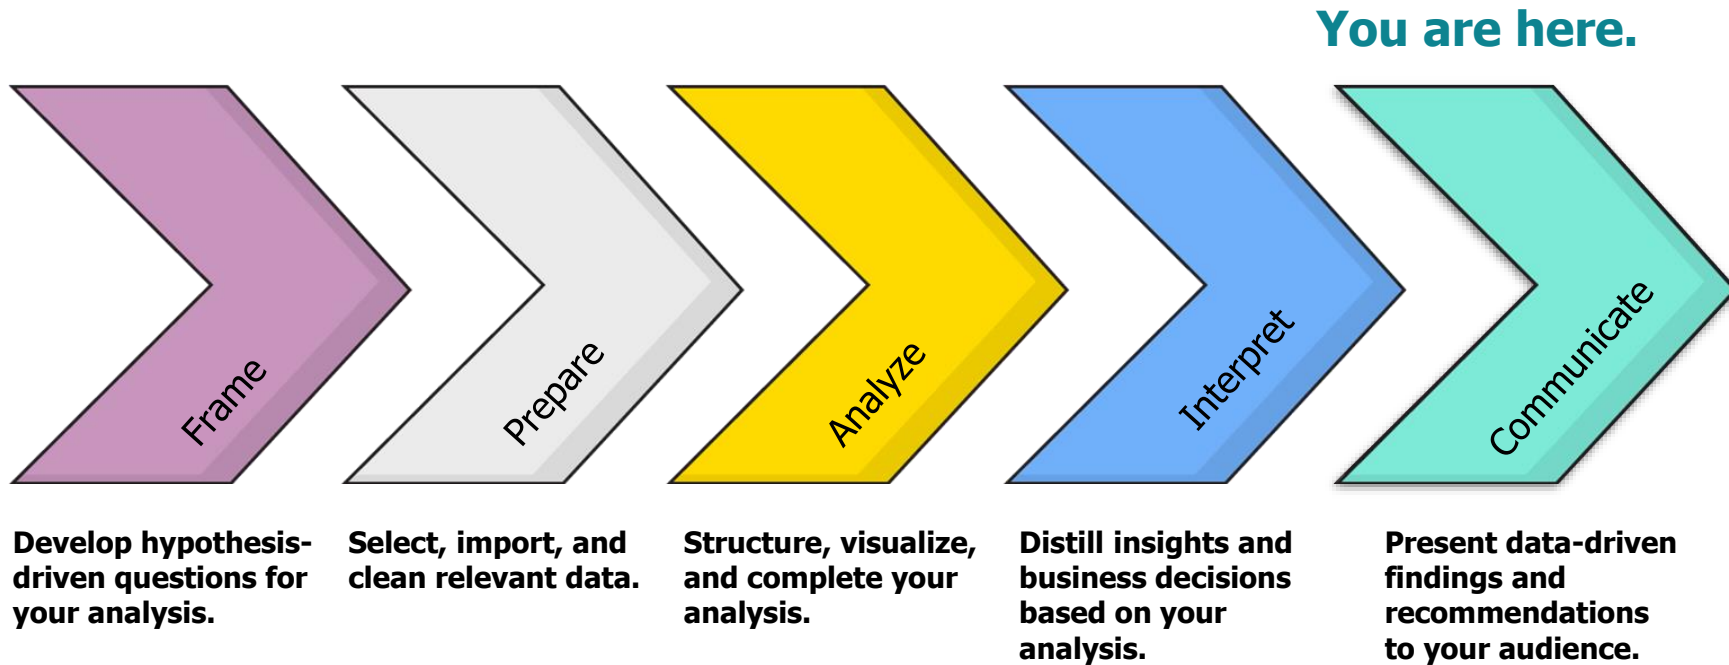 You are here.
Frame
Prepare
Analyze
Interpret
Communicate
Develop hypothesis-
driven questions for
your analysis.
Select, import, and
clean relevant data.
Structure, visualize,
and complete your
analysis.
Distill insights and
business decisions
based on your
analysis.
Present data-driven
findings and
recommendations
to your audience.